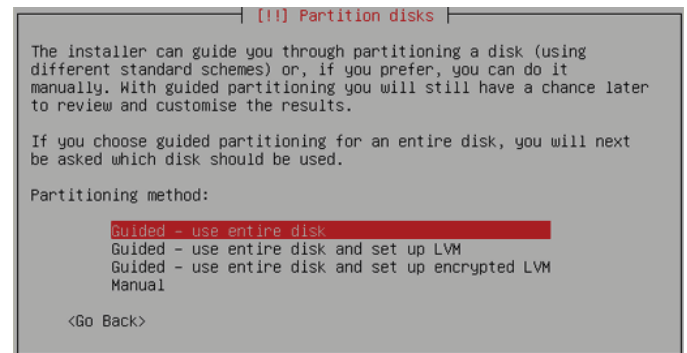 [!!] Partition disks
The installer can guide you through partitioning a disk (using
different standard schemes) or, if you prefer, you can do it
manually. With guided partitioning you will still have a chance later
to review and customise the results.
If you choose guided partitioning for an entire disk, you will next
be asked which disk should be used.
Partitioning method:
Guided - use entire disk
Guided - use entire disk and set up LVM
Guided - use entire disk and set up encrypted LVM
Manual
<Go Back>